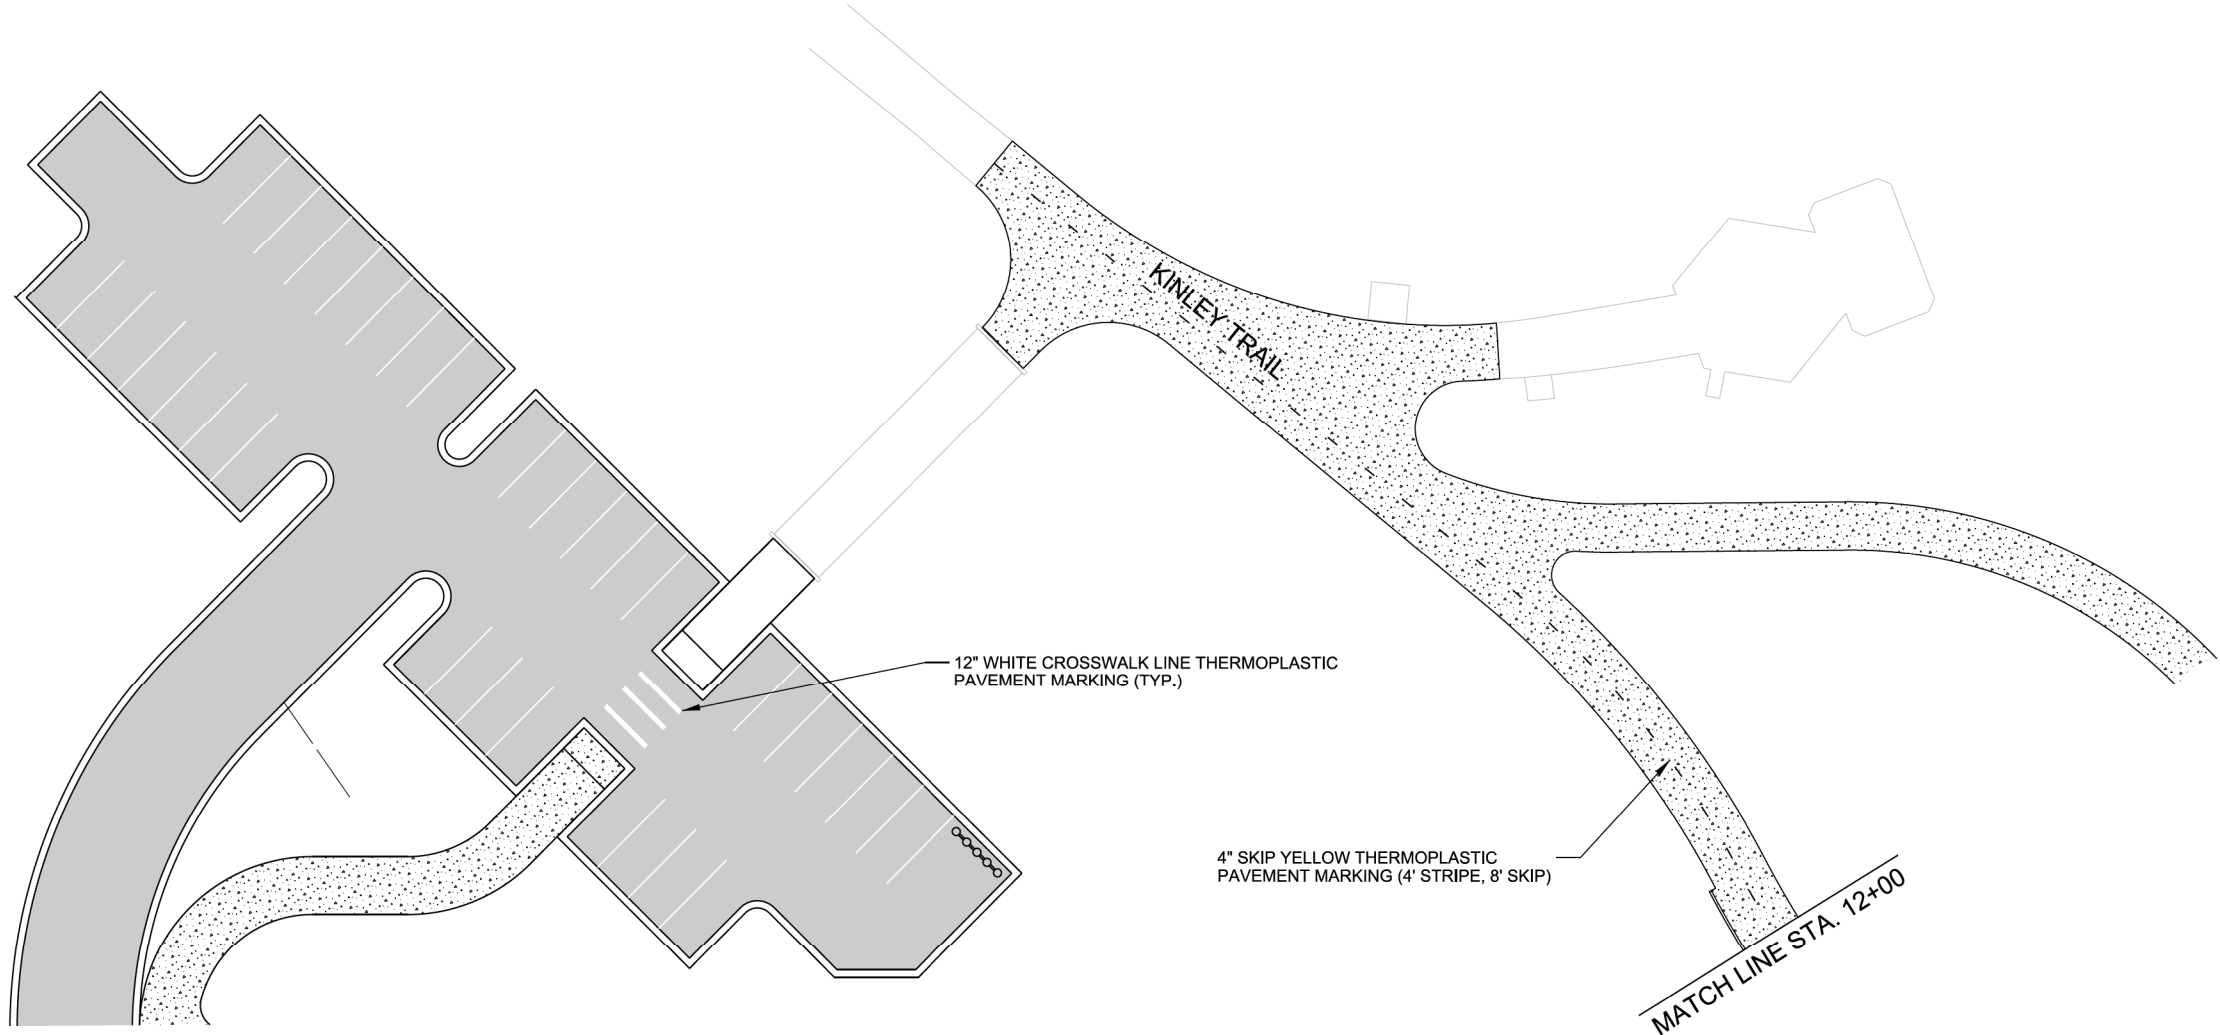 KINLEY TRAIL
12" WHITE CROSSWALK LINE THERMOPLASTIC
PAVEMENT MARKING (TYP.)
4" SKIP YELLOW THERMOPLASTIC
PAVEMENT MARKING (4' STRIPE, 8' SKIP)
MATCH LINE STA. 12+00